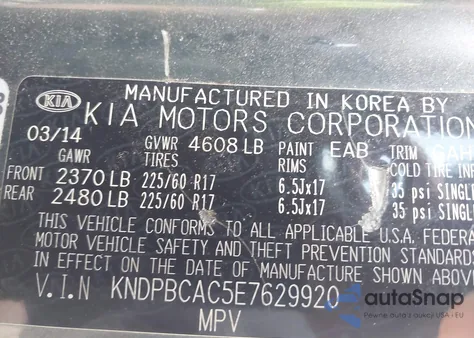 KIA MANUFACTURED IN KOREA BY
KIA MOTORS CORPORATION
03/14 GVWR 4608 LB PAINT EAB TRIM
GAWR TIRES RIMS COLD TIRE INF
FRONT 2370 LB 225/60 R17 6.5Jx17 35 psi SINGL
REAR 2480 LB 225/60 R17 6.5Jx17 35 psi SINGL
THIS VEHICLE CONFORMS TO ALL APPLICABLE U.S.A. FEDERA
MOTOR VEHICLE SAFETY AND THEFT PREVENTION STANDARDS
IN EFFECT ON THE DATE OF MANUFACTURE SHOWN ABOVE.
V.I.N KNDPBCAC5E7629920
MPV
autoSnap